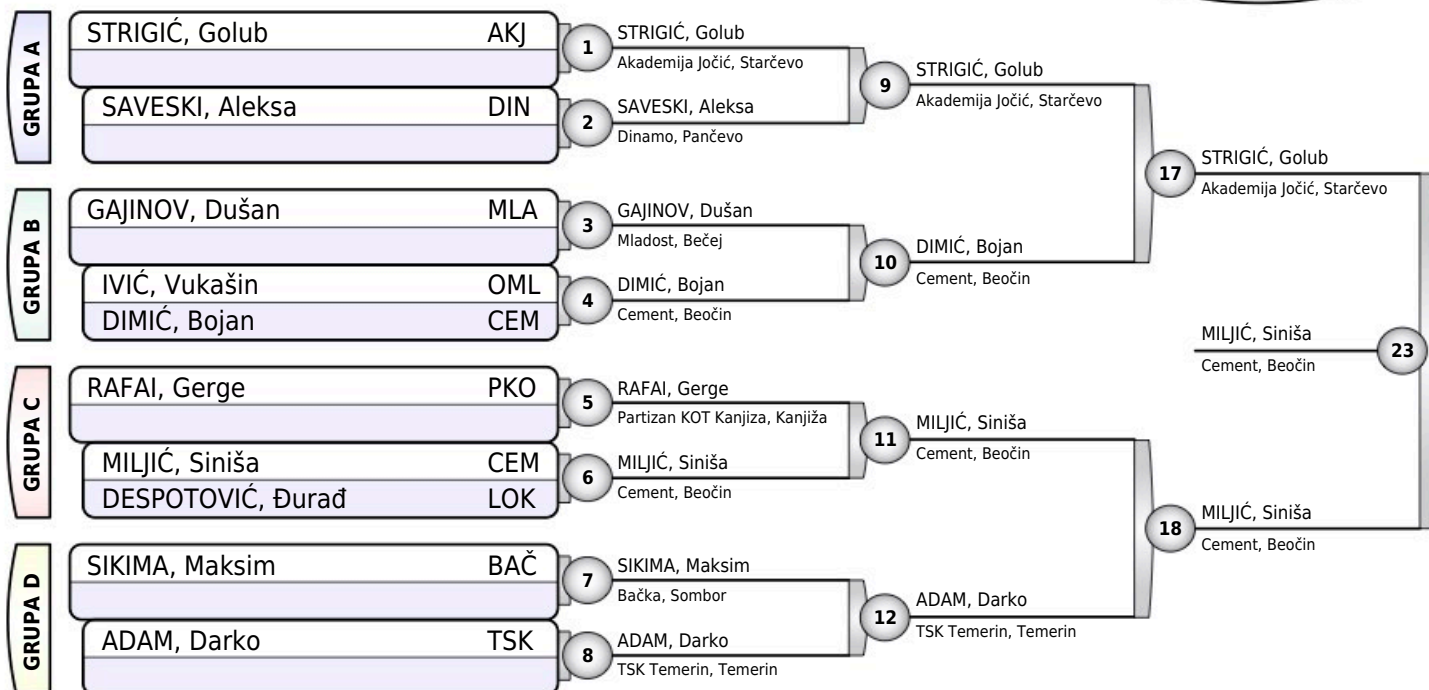 GRUPA A
STRIGIĆ, Golub AKJ
SAVESKI, Aleksa DIN
GRUPA B
GAJINOV, Dušan MLA
IVIĆ, Vukašin OML
DIMIĆ, Bojan CEM
GRUPA C
RAFAI, Gerge PKO
MILJIĆ, Siniša CEM
DESPOTOVIĆ, Đurađ LOK
GRUPA D
SIKIMA, Maksim BAČ
ADAM, Darko TSK
1
STRIGIĆ, Golub
Akademija Jočić, Starčevo
2
SAVESKI, Aleksa
Dinamo, Pančevo
3
GAJINOV, Dušan
Mladost, Bečej
4
DIMIĆ, Bojan
Cement, Beočin
5
RAFAI, Gerge
Partizan KOT Kanjiza, Kanjiža
6
MILJIĆ, Siniša
Cement, Beočin
7
SIKIMA, Maksim
Bačka, Sombor
8
ADAM, Darko
TSK Temerin, Temerin
9
STRIGIĆ, Golub
Akademija Jočić, Starčevo
10
DIMIĆ, Bojan
Cement, Beočin
11
MILJIĆ, Siniša
Cement, Beočin
12
ADAM, Darko
TSK Temerin, Temerin
17
STRIGIĆ, Golub
Akademija Jočić, Starčevo
18
MILJIĆ, Siniša
Cement, Beočin
MILJIĆ, Siniša
Cement, Beočin
23